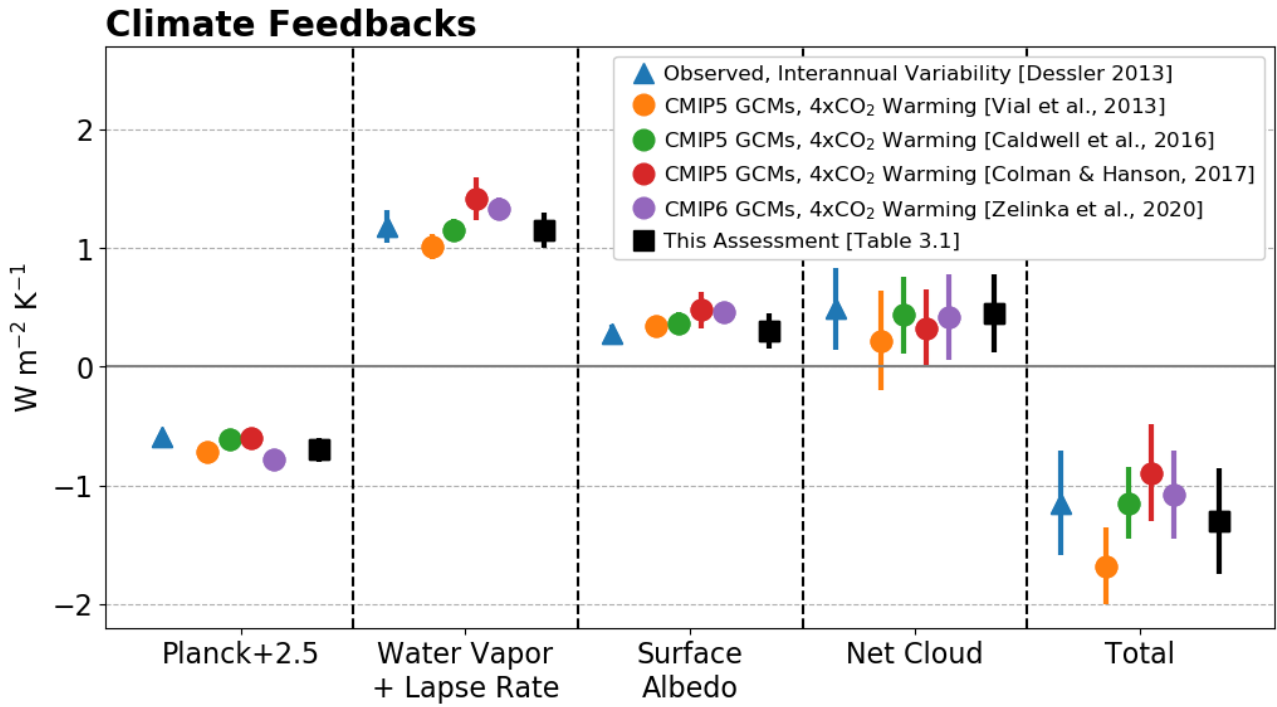 Climate Feedbacks
Observed, Interannual Variability [Dessler 2013]
CMIP5 GCMs, 4xCO₂ Warming [Vial et al., 2013]
CMIP5 GCMs, 4xCO₂ Warming [Caldwell et al., 2016]
CMIP5 GCMs, 4xCO₂ Warming [Colman & Hanson, 2017]
CMIP6 GCMs, 4xCO₂ Warming [Zelinka et al., 2020]
This Assessment [Table 3.1]
W m⁻² K⁻¹
2
1
0
−1
−2
Planck+2.5
Water Vapor
+ Lapse Rate
Surface
Albedo
Net Cloud
Total